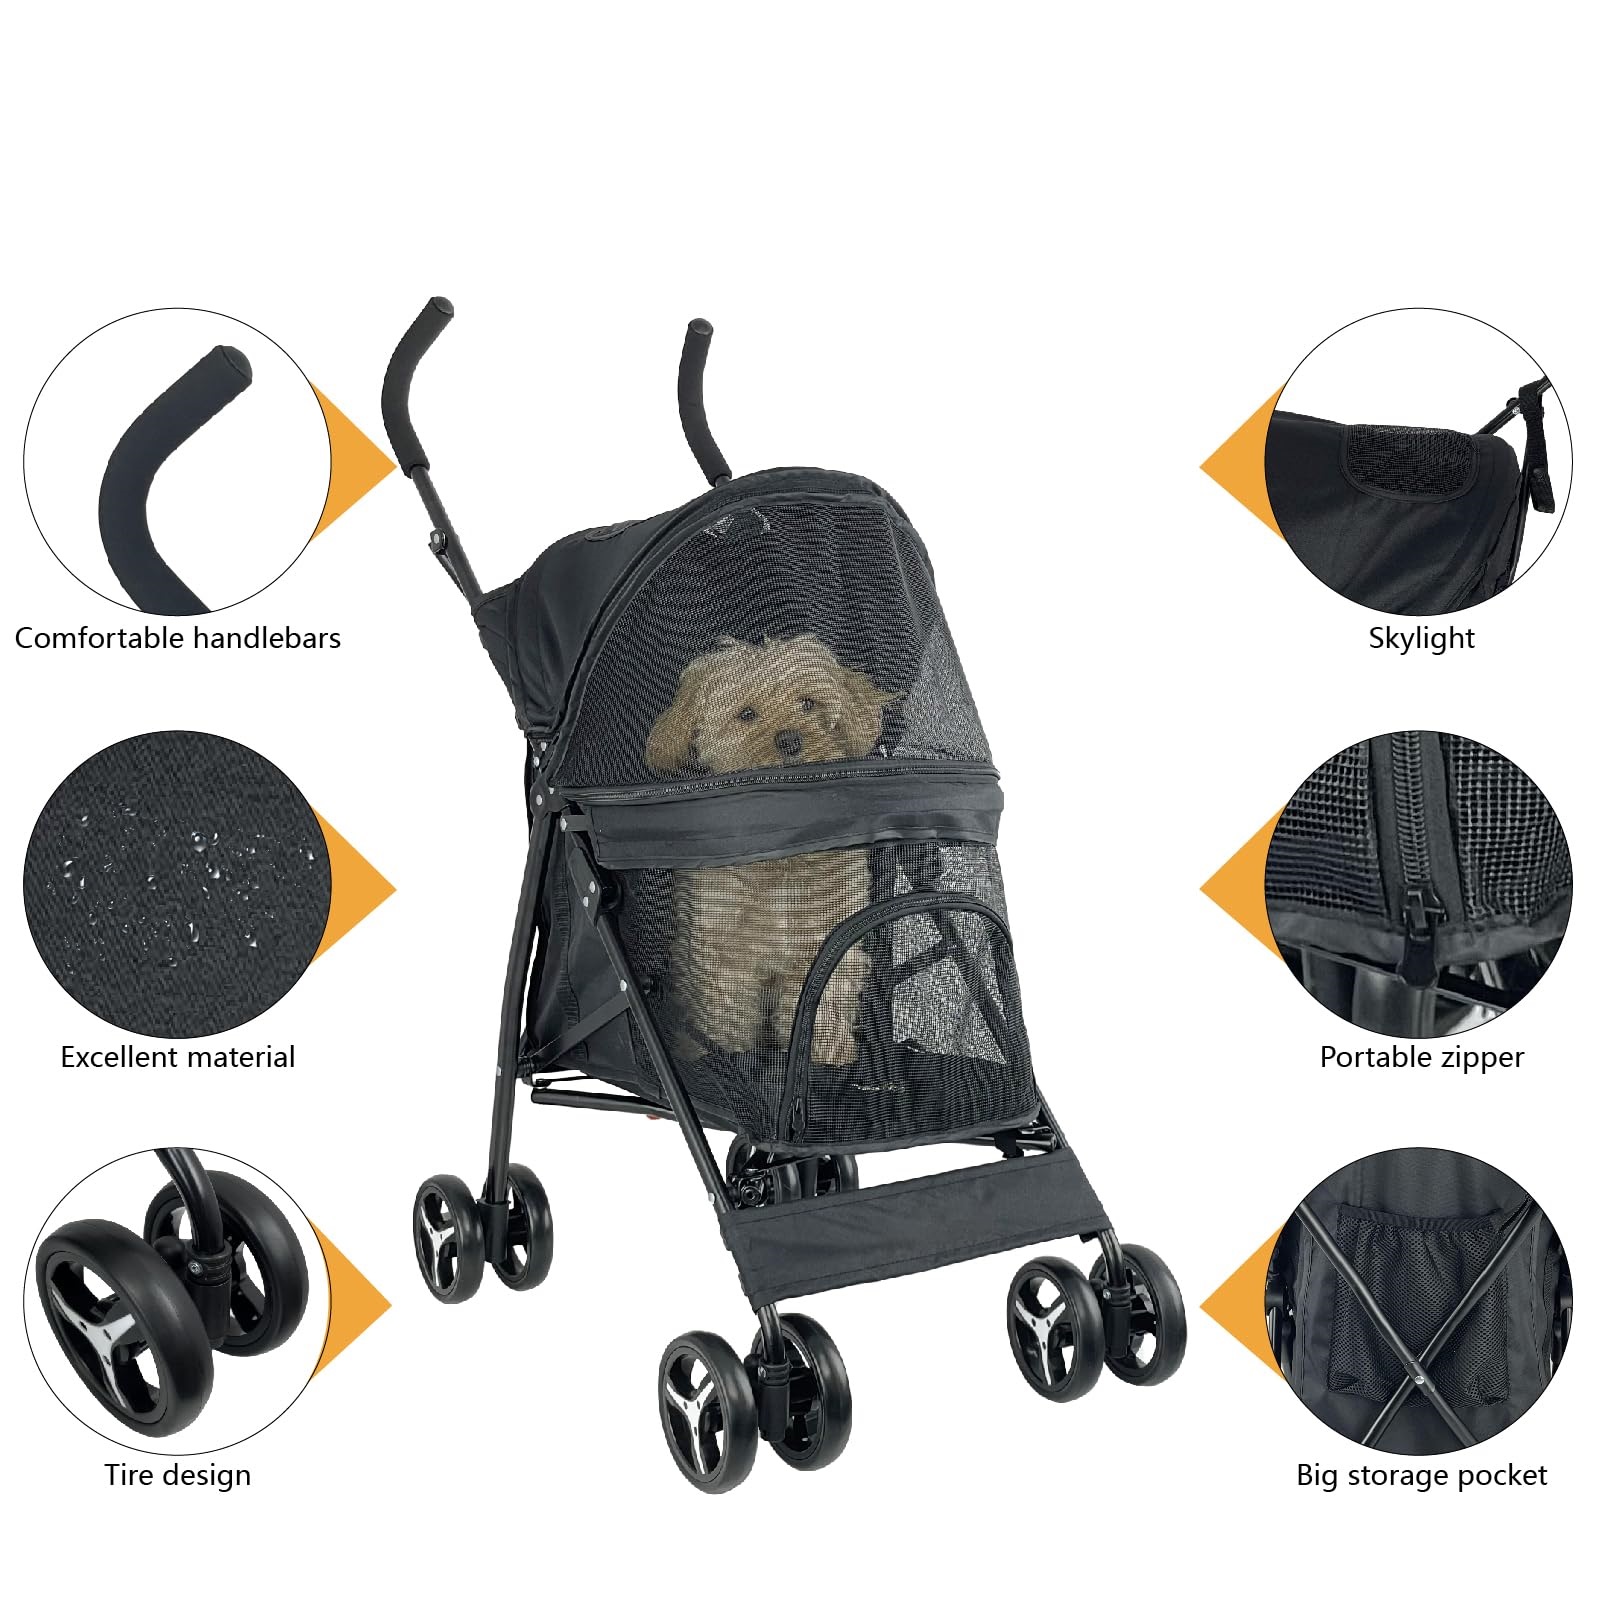 Comfortable handlebars
Skylight
Excellent material
Portable zipper
Tire design
Big storage pocket